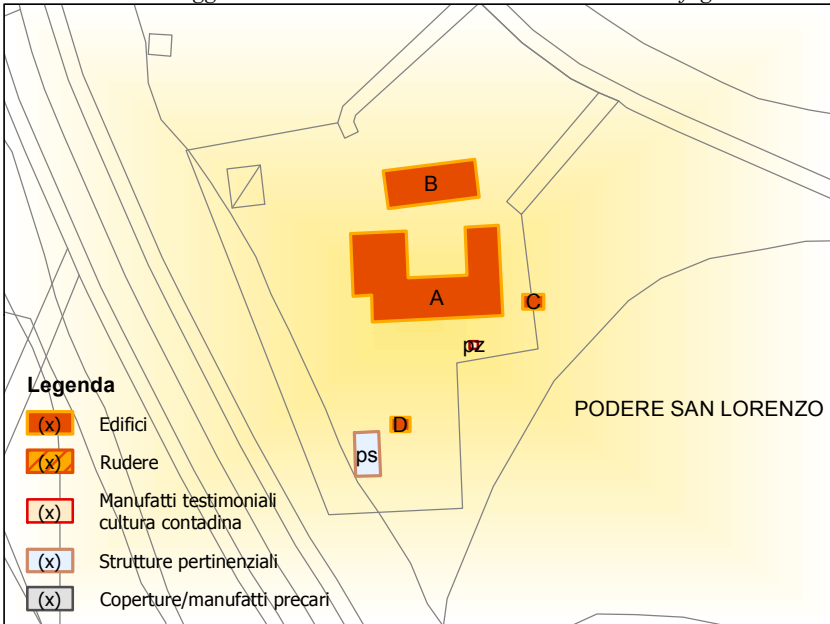 B
A
C
pz
PODERE SAN LORENZO
D
ps
Legenda
(x) Edifici
(x) Rudere
(x) Manufatti testimoniali
cultura contadina
(x) Strutture pertinenziali
(x) Coperture/manufatti precari